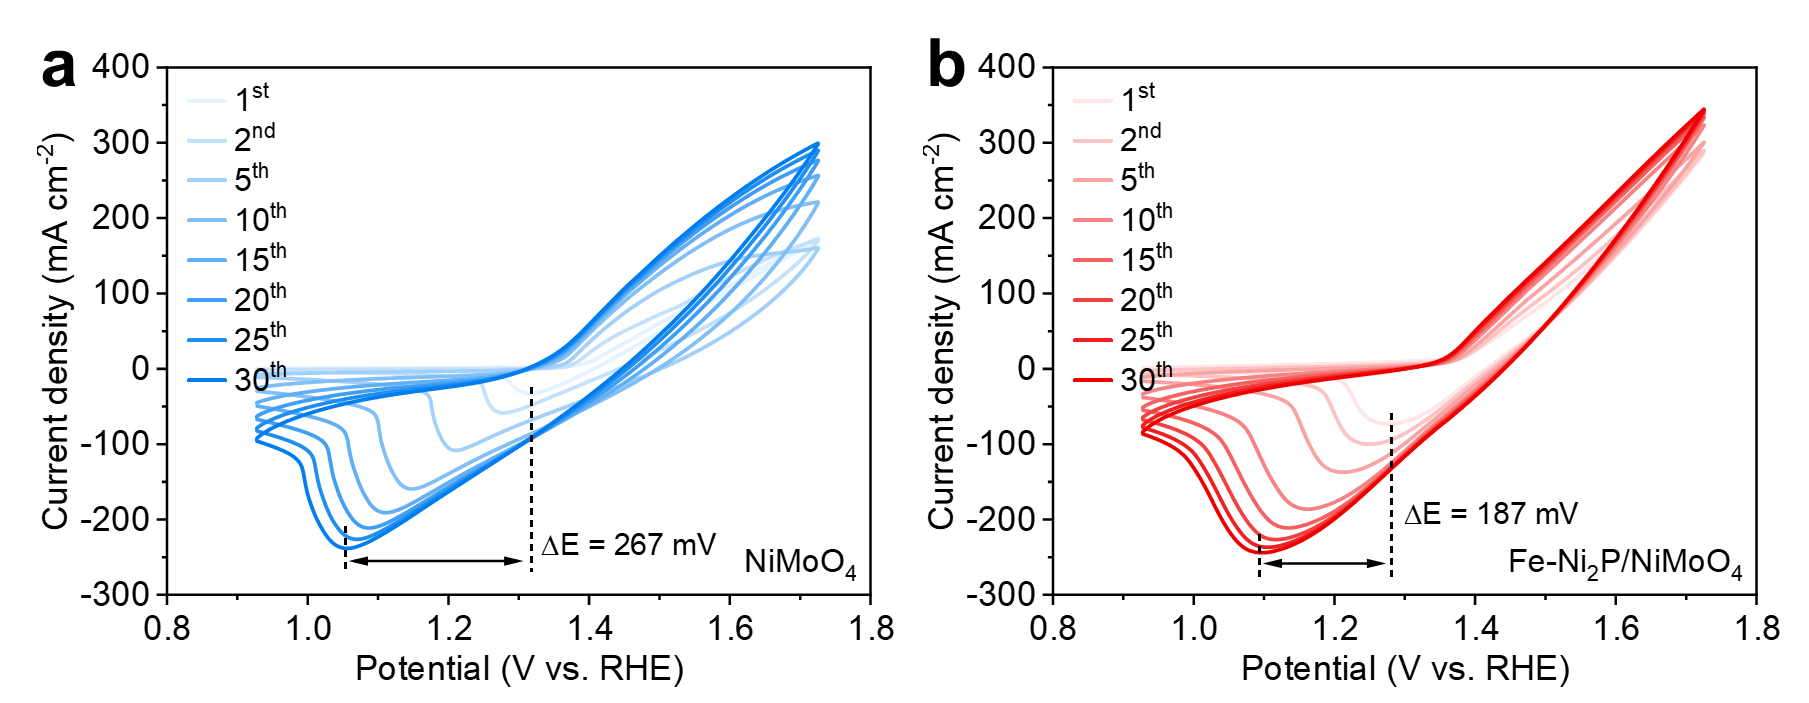 a
400
300
200
100
0
-100
-200
-300
0.8 1.0 1.2 1.4 1.6 1.8
Current density (mA cm⁻²)
Potential (V vs. RHE)
1st
2nd
5th
10th
15th
20th
25th
30th
ΔE = 267 mV
NiMoO₄
b
400
300
200
100
0
-100
-200
-300
0.8 1.0 1.2 1.4 1.6 1.8
Current density (mA cm⁻²)
Potential (V vs. RHE)
1st
2nd
5th
10th
15th
20th
25th
30th
ΔE = 187 mV
Fe-Ni₂P/NiMoO₄